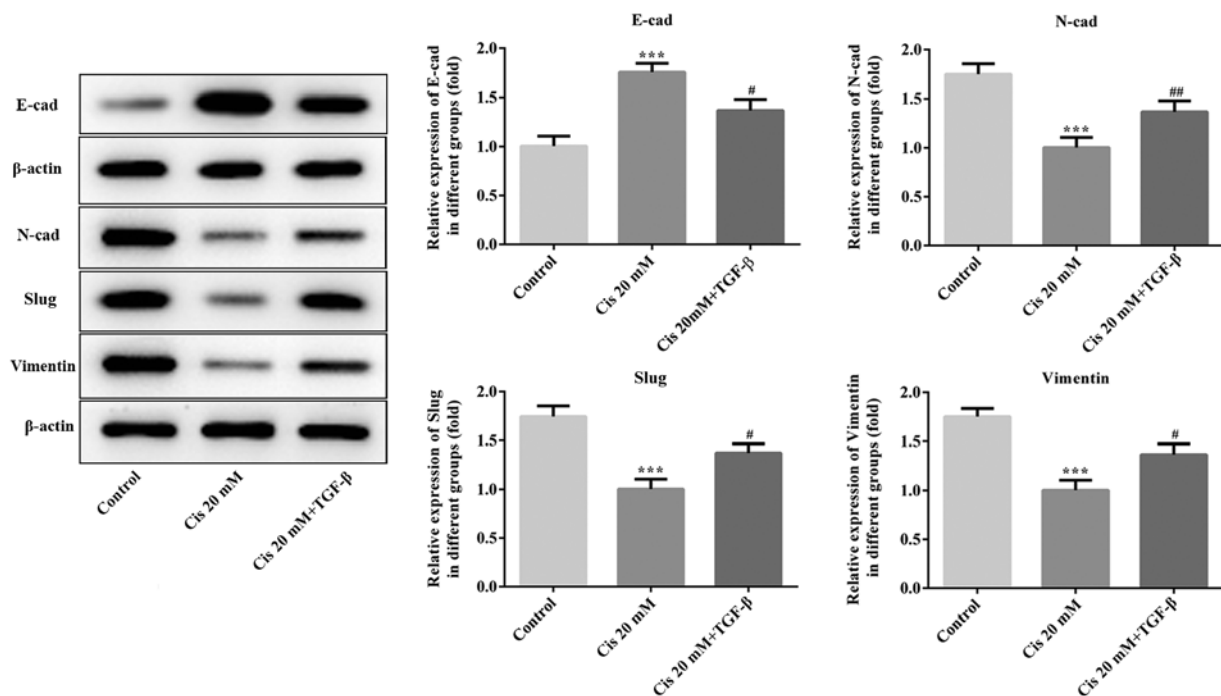 E-cad
β-actin
N-cad
Slug
Vimentin
β-actin
Control
Cis 20 mM
Cis 20 mM+TGF-β
E-cad
Relative expression of E-cad
in different groups (fold)
2.0
1.5
1.0
0.5
0.0
***
#
Control
Cis 20 mM
Cis 20mM+TGF-β
N-cad
Relative expression of N-cad
in different groups (fold)
2.0
1.5
1.0
0.5
0.0
***
##
Control
Cis 20 mM
Cis 20 mM+TGF-β
Slug
Relative expression of Slug
in different groups (fold)
2.0
1.5
1.0
0.5
0.0
***
#
Control
Cis 20 mM
Cis 20 mM+TGF-β
Vimentin
Relative expression of Vimentin
in different groups (fold)
2.0
1.5
1.0
0.5
0.0
***
#
Control
Cis 20 mM
Cis 20 mM+TGF-β